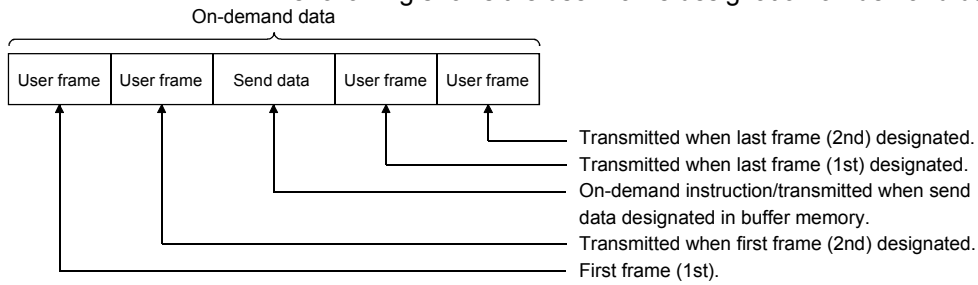 On-demand data
User frame User frame Send data User frame User frame
Transmitted when last frame (2nd) designated.
Transmitted when last frame (1st) designated.
On-demand instruction/transmitted when send
data designated in buffer memory.
Transmitted when first frame (2nd) designated.
First frame (1st).